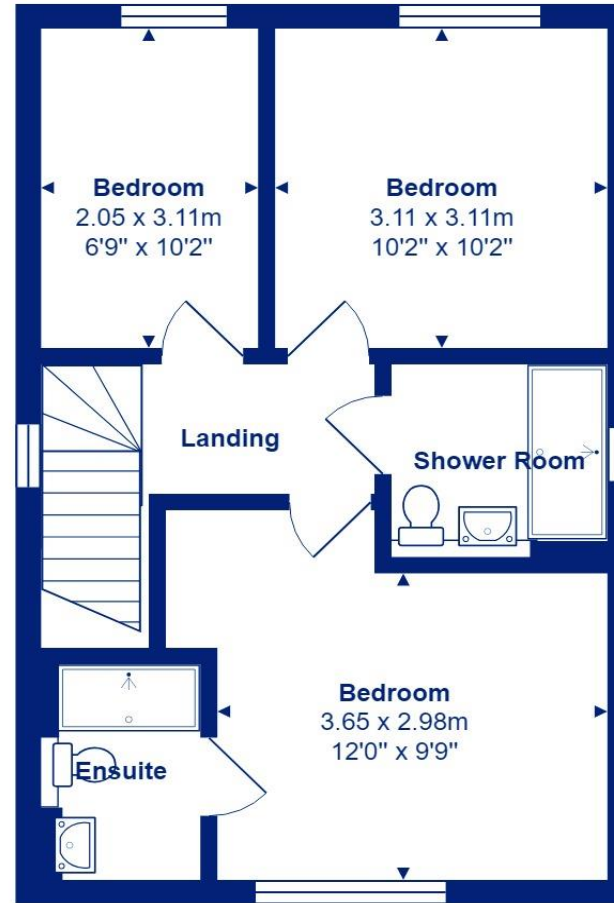 Bedroom
2.05 x 3.11m
6'9" x 10'2"
Bedroom
3.11 x 3.11m
10'2" x 10'2"
Landing
Shower Room
Bedroom
3.65 x 2.98m
12'0" x 9'9"
Ensuite